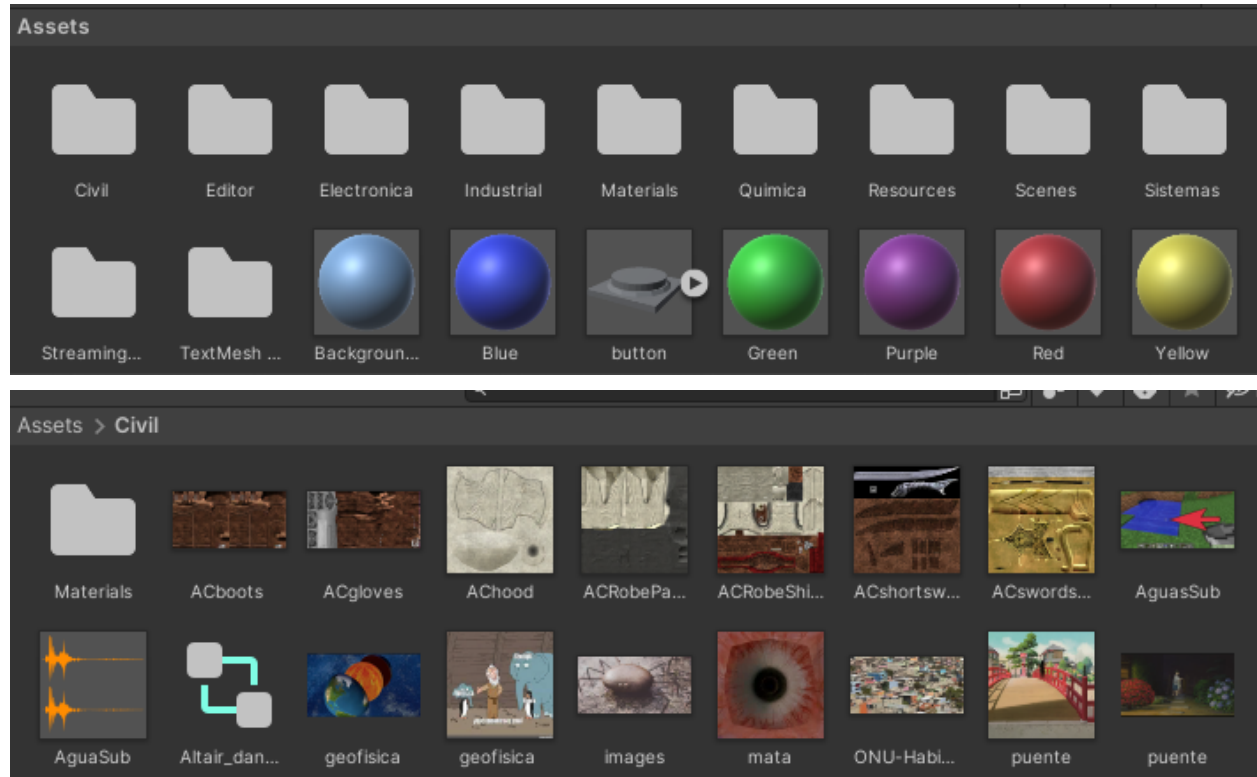 Assets
Civil Editor Electronica Industrial Materials Quimica Resources Scenes Sistemas
Streaming... TextMesh ... Backgroun... Blue button Green Purple Red Yellow
Assets > Civil
Materials ACboots ACgloves AChood ACRobePa... ACRobeShi... ACshortsw... ACswords... AguasSub
AguaSub Altair_dan... geofisica geofisica images mata ONU-Habi... puente puente